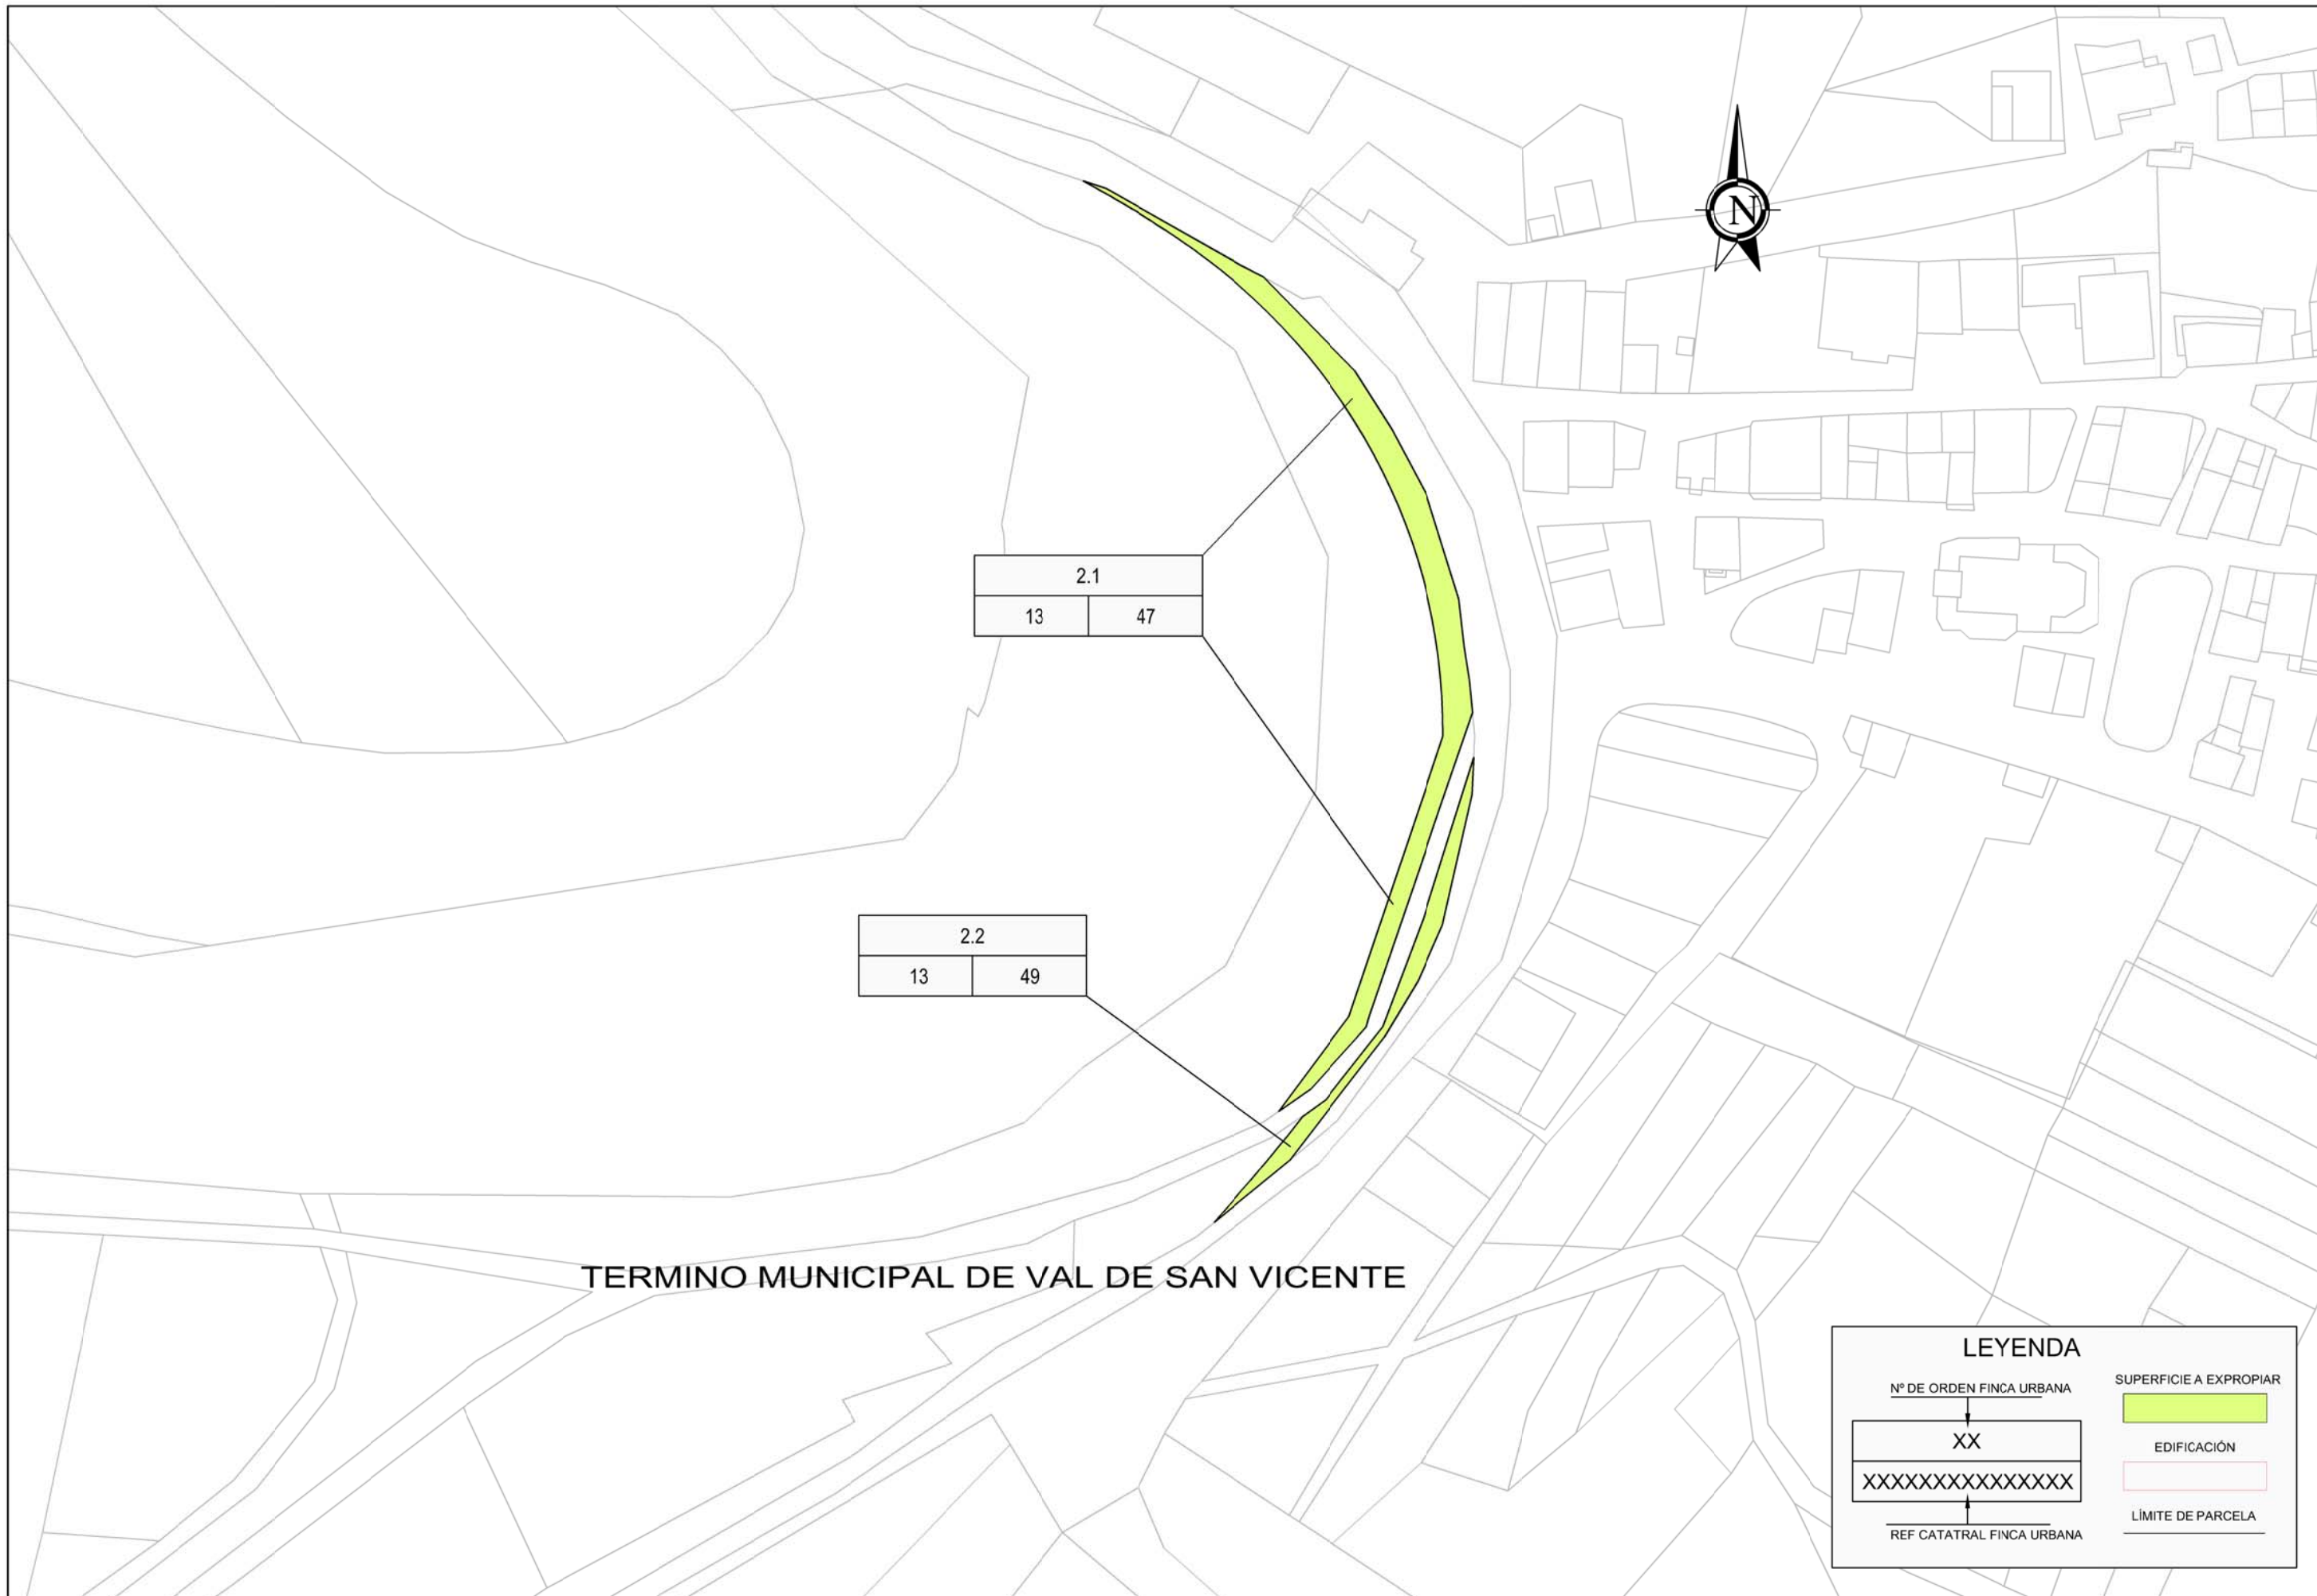 N
2.1
13 47
2.2
13 49
TERMINO MUNICIPAL DE VAL DE SAN VICENTE
LEYENDA
Nº DE ORDEN FINCA URBANA
XX
XXXXXXXXXXXXXXX
REF CATATRAL FINCA URBANA
SUPERFICIE A EXPROPIAR
EDIFICACIÓN
LÍMITE DE PARCELA